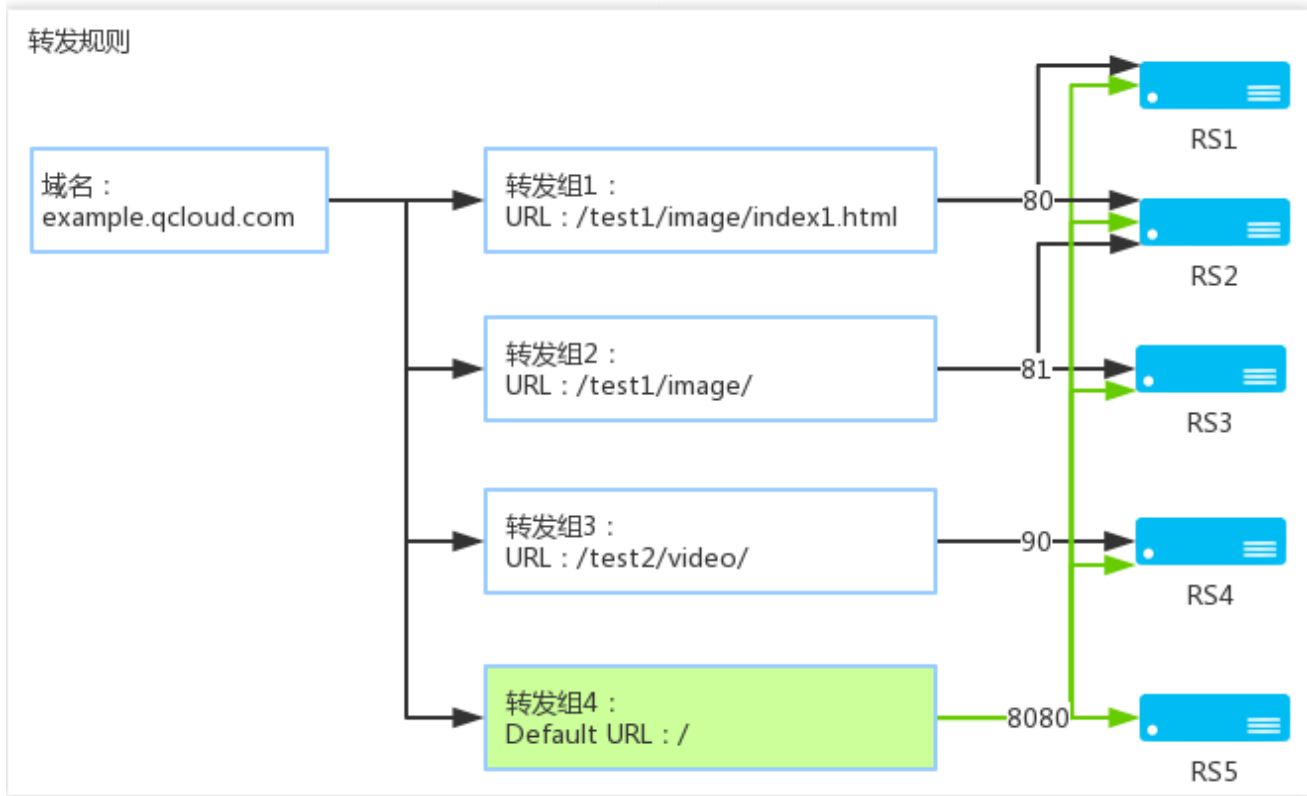 转发规则
域名：
example.qcloud.com
转发组1：
URL：/test1/image/index1.html
80
RS1
RS2
转发组2：
URL：/test1/image/
81
RS3
转发组3：
URL：/test2/video/
90
RS4
转发组4：
Default URL：/
8080
RS5